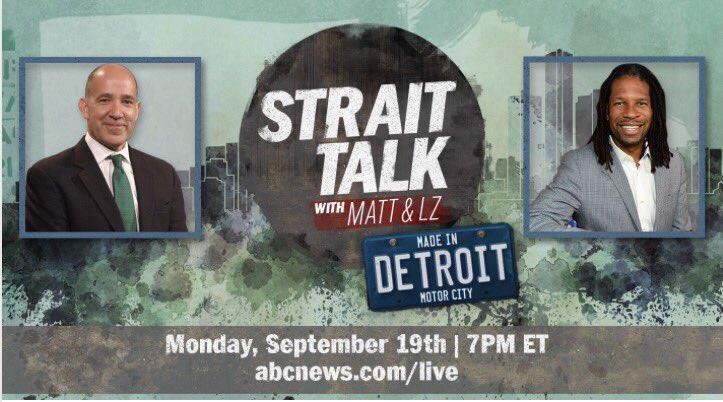 STRAIT
TALK
WITH MATT & LZ
MADE IN
DETROIT
MOTOR CITY
Monday, September 19th | 7PM ET
abcnews.com/live